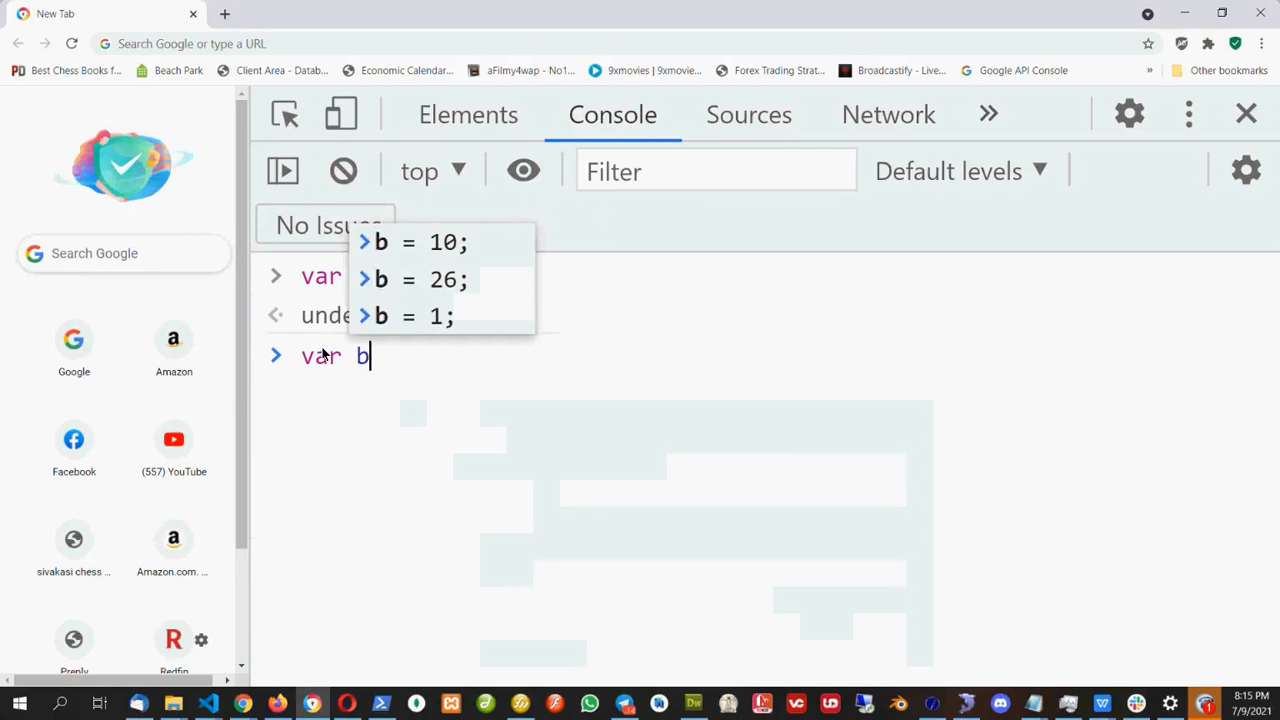 New Tab
Search Google or type a URL
Best Chess Books f...
Beach Park
Client Area - Datab...
Economic Calendar...
aFilmy4wap - No1...
9xmovies | 9xmovie...
Forex Trading Strat...
Broadcastify - Live...
Google API Console
»
Other bookmarks
Elements
Console
Sources
Network
top
Filter
Default levels
No Issues
b = 10;
b = 26;
b = 1;
var
unde
var b
Search Google
Google
Amazon
Facebook
(557) YouTube
sivakasi chess ...
Amazon.com. ...
Preply
Redfin
8:15 PM
7/9/2021